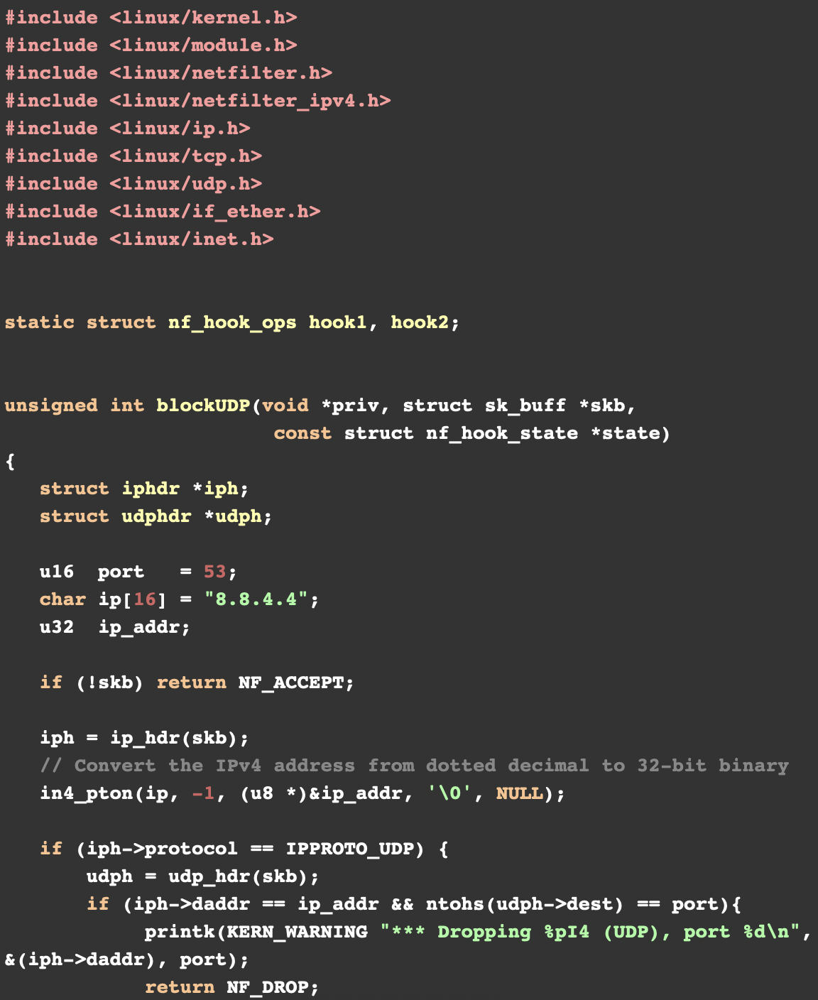 #include <linux/kernel.h>
#include <linux/module.h>
#include <linux/netfilter.h>
#include <linux/netfilter_ipv4.h>
#include <linux/ip.h>
#include <linux/tcp.h>
#include <linux/udp.h>
#include <linux/if_ether.h>
#include <linux/inet.h>
static struct nf_hook_ops hook1, hook2;
unsigned int blockUDP(void *priv, struct sk_buff *skb,
                       const struct nf_hook_state *state)
{
   struct iphdr *iph;
   struct udphdr *udph;
   u16  port   = 53;
   char ip[16] = "8.8.4.4";
   u32  ip_addr;
   if (!skb) return NF_ACCEPT;
   iph = ip_hdr(skb);
   // Convert the IPv4 address from dotted decimal to 32-bit binary
   in4_pton(ip, -1, (u8 *)&ip_addr, '\0', NULL);
   if (iph->protocol == IPPROTO_UDP) {
       udph = udp_hdr(skb);
       if (iph->daddr == ip_addr && ntohs(udph->dest) == port){
            printk(KERN_WARNING "*** Dropping %pI4 (UDP), port %d\n",
&(iph->daddr), port);
            return NF_DROP;